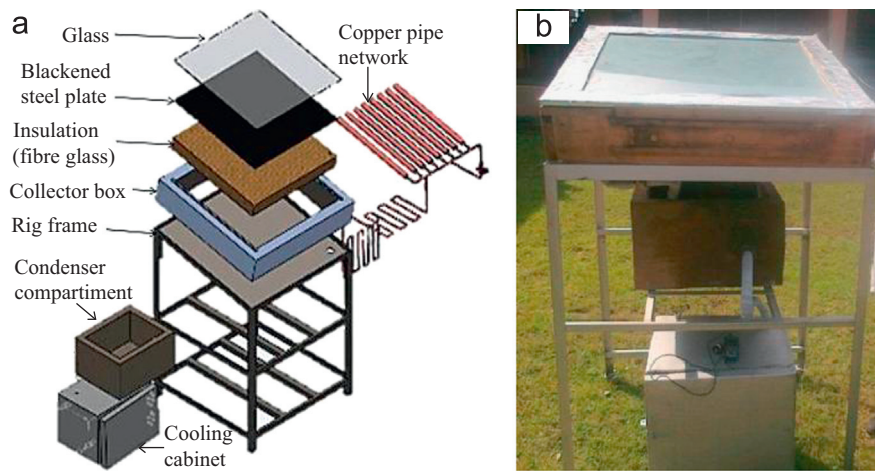 a
Glass
Blackened
steel plate
Insulation
(fibre glass)
Collector box
Rig frame
Condenser
compartiment
Cooling
cabinet
Copper pipe
network
b